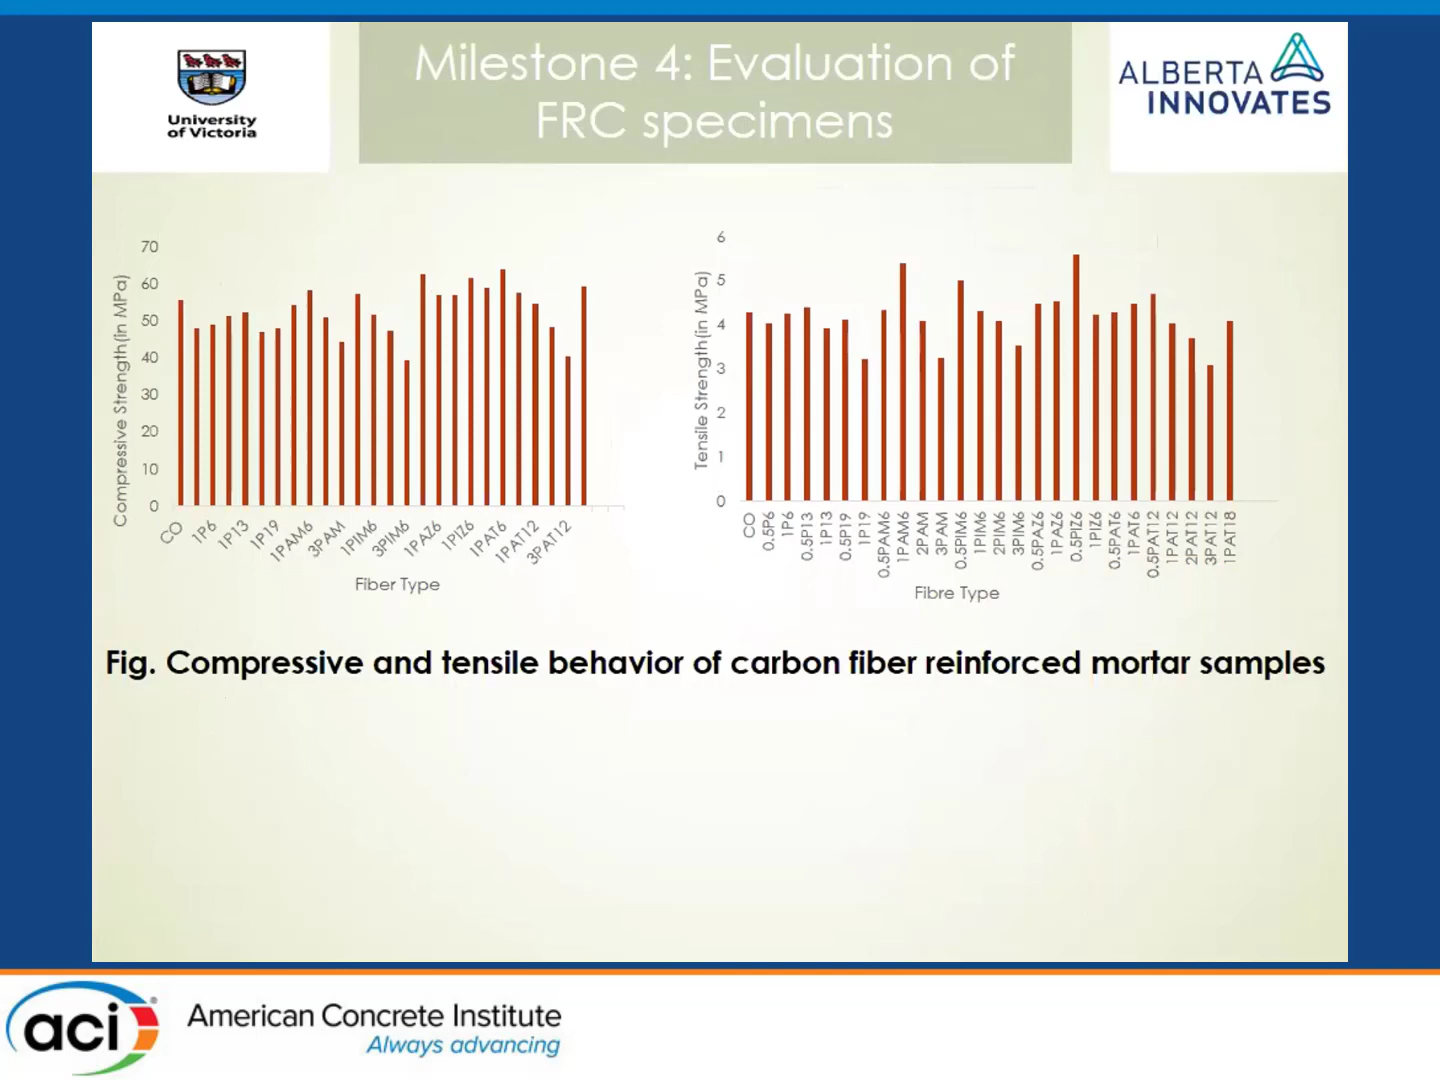 University
of Victoria
Milestone 4: Evaluation of
FRC specimens
ALBERTA
INNOVATES
Compressive Strength(in MPa)
70
60
50
40
30
20
10
0
CO
1P6
1P13
1P19
1PAM6
3PAM
1PIM6
3PIM6
1PAZ6
1PIZ6
1PAT6
1PAT12
3PAT12
Fiber Type
Tensile Strength(in MPa)
6
5
4
3
2
1
0
CO
0.5P6
1P6
0.5P13
1P13
0.5P19
1P19
0.5PAM6
1PAM6
2PAM
3PAM
0.5PIM6
1PIM6
2PIM6
3PIM6
0.5PAZ6
1PAZ6
0.5PIZ6
1PIZ6
0.5PAT6
1PAT6
0.5PAT12
1PAT12
2PAT12
3PAT12
1PAT18
Fibre Type
Fig. Compressive and tensile behavior of carbon fiber reinforced mortar samples
aci®
American Concrete Institute
Always advancing